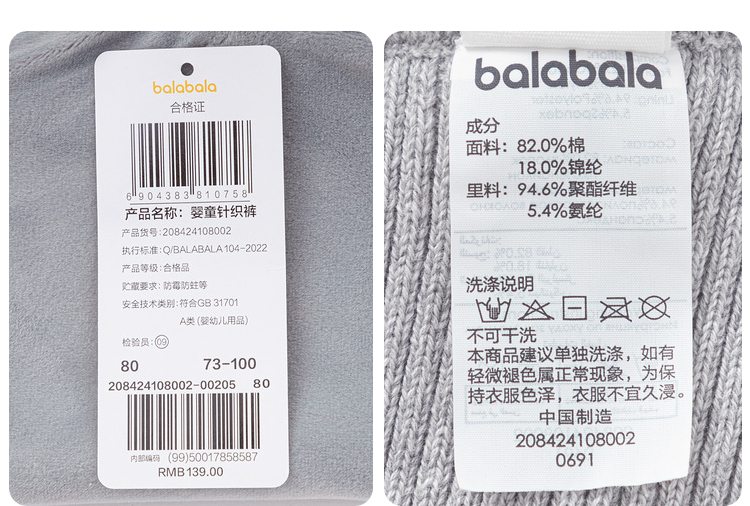 balabala
合格证
6 904383 810758
产品名称：婴童针织裤
产品货号：208424108002
执行标准：Q/BALABALA 104-2022
产品等级：合格品
贮藏要求：防霉防蛀等
安全技术类别：符合GB 31701
A类 (婴幼儿用品)
检验员：09
80 73-100
208424108002-00205 80
内部编码 (99)50017858587
RMB139.00
balabala
成分
面料：82.0%棉
18.0%锦纶
里料：94.6%聚酯纤维
5.4%氨纶
洗涤说明
不可干洗
本商品建议单独洗涤，如有
轻微褪色属正常现象，为保
持衣服色泽，衣服不宜久浸。
中国制造
208424108002
0691